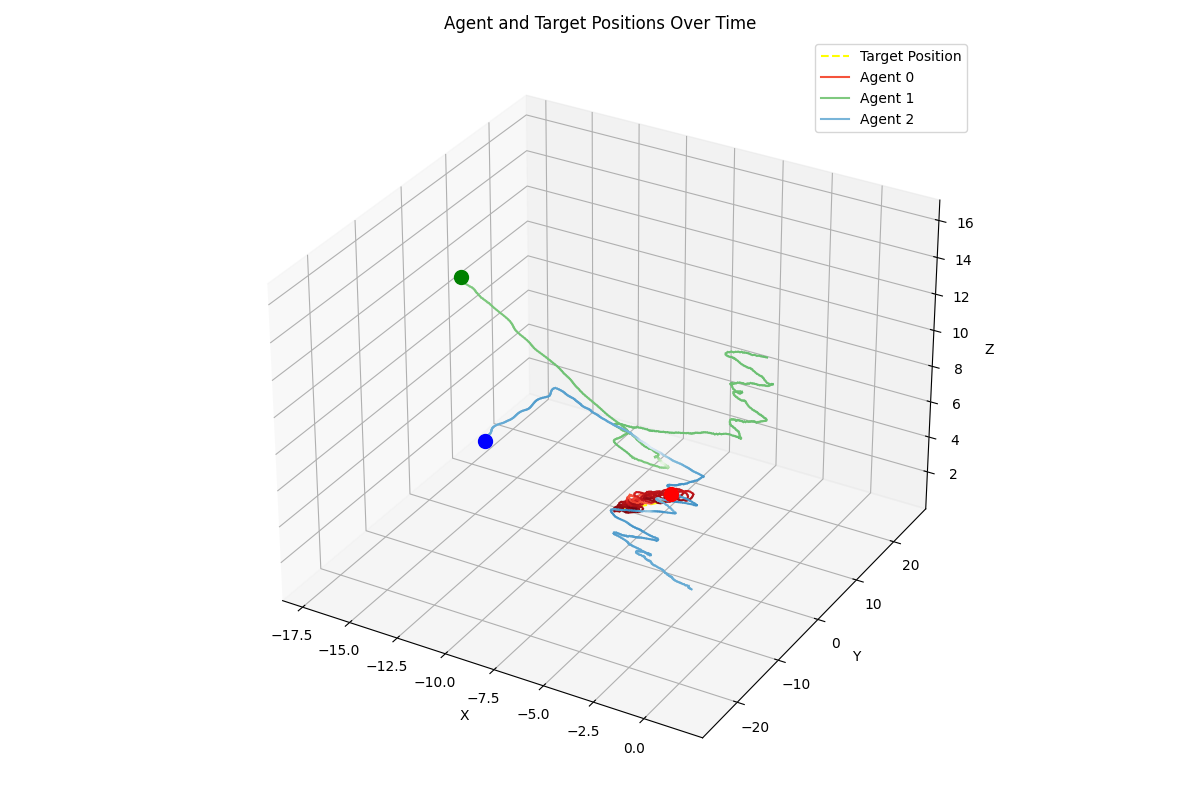 Agent and Target Positions Over Time
Target Position
Agent 0
Agent 1
Agent 2
16
14
12
10
8
6
4
2
Z
20
10
0
−10
−20
Y
−17.5
−15.0
−12.5
−10.0
−7.5
−5.0
−2.5
0.0
X